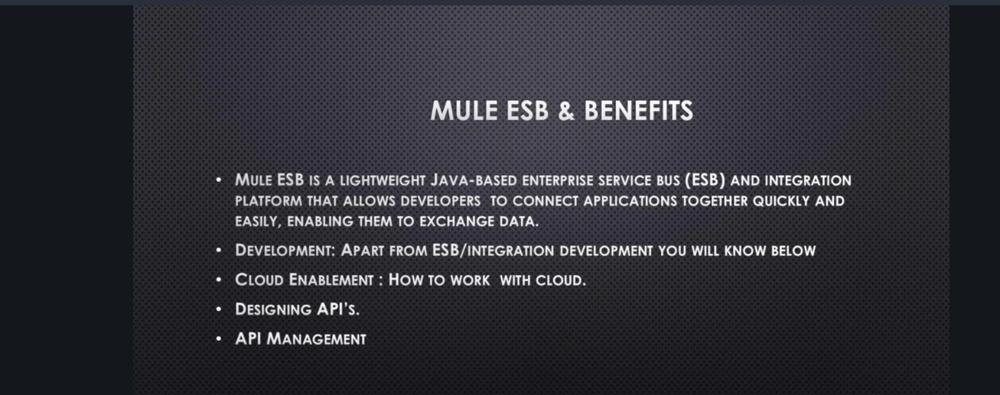 MULE ESB & BENEFITS
• MULE ESB IS A LIGHTWEIGHT JAVA-BASED ENTERPRISE SERVICE BUS (ESB) AND INTEGRATION
PLATFORM THAT ALLOWS DEVELOPERS TO CONNECT APPLICATIONS TOGETHER QUICKLY AND
EASILY, ENABLING THEM TO EXCHANGE DATA.
• DEVELOPMENT: APART FROM ESB/INTEGRATION DEVELOPMENT YOU WILL KNOW BELOW
• CLOUD ENABLEMENT : HOW TO WORK WITH CLOUD.
• DESIGNING API'S.
• API MANAGEMENT